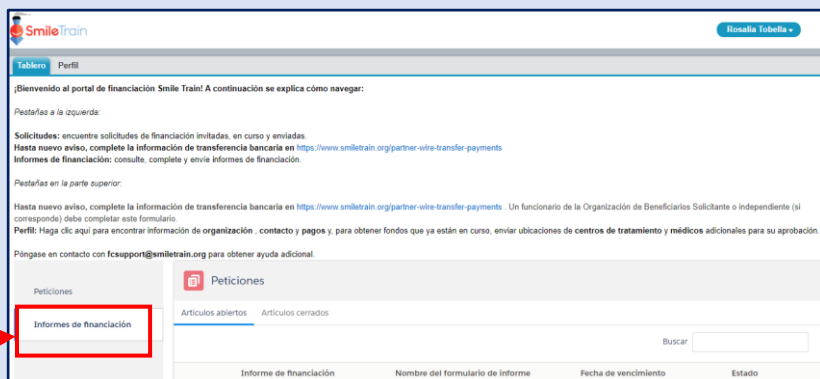 SmileTrain
Rosalia Tobella
Tablero Perfil
¡Bienvenido al portal de financiación Smile Train! A continuación se explica cómo navegar:
Pestañas a la izquierda:
Solicitudes: encuentre solicitudes de financiación invitadas, en curso y enviadas.
Hasta nuevo aviso, complete la información de transferencia bancaria en https://www.smiletrain.org/partner-wire-transfer-payments
Informes de financiación: consulte, complete y envíe informes de financiación.
Pestañas en la parte superior:
Hasta nuevo aviso, complete la información de transferencia bancaria en https://www.smiletrain.org/partner-wire-transfer-payments . Un funcionario de la Organización de Beneficiarios Solicitante o independiente (si
corresponde) debe completar este formulario.
Perfil: Haga clic aquí para encontrar información de organización , contacto y pagos y, para obtener fondos que ya están en curso, enviar ubicaciones de centros de tratamiento y médicos adicionales para su aprobación.
Póngase en contacto con fcsupport@smiletrain.org para obtener ayuda adicional.
Peticiones
Peticiones
Informes de financiación
Artículos abiertos Artículos cerrados
Buscar
Informe de financiación Nombre del formulario de informe Fecha de vencimiento Estado